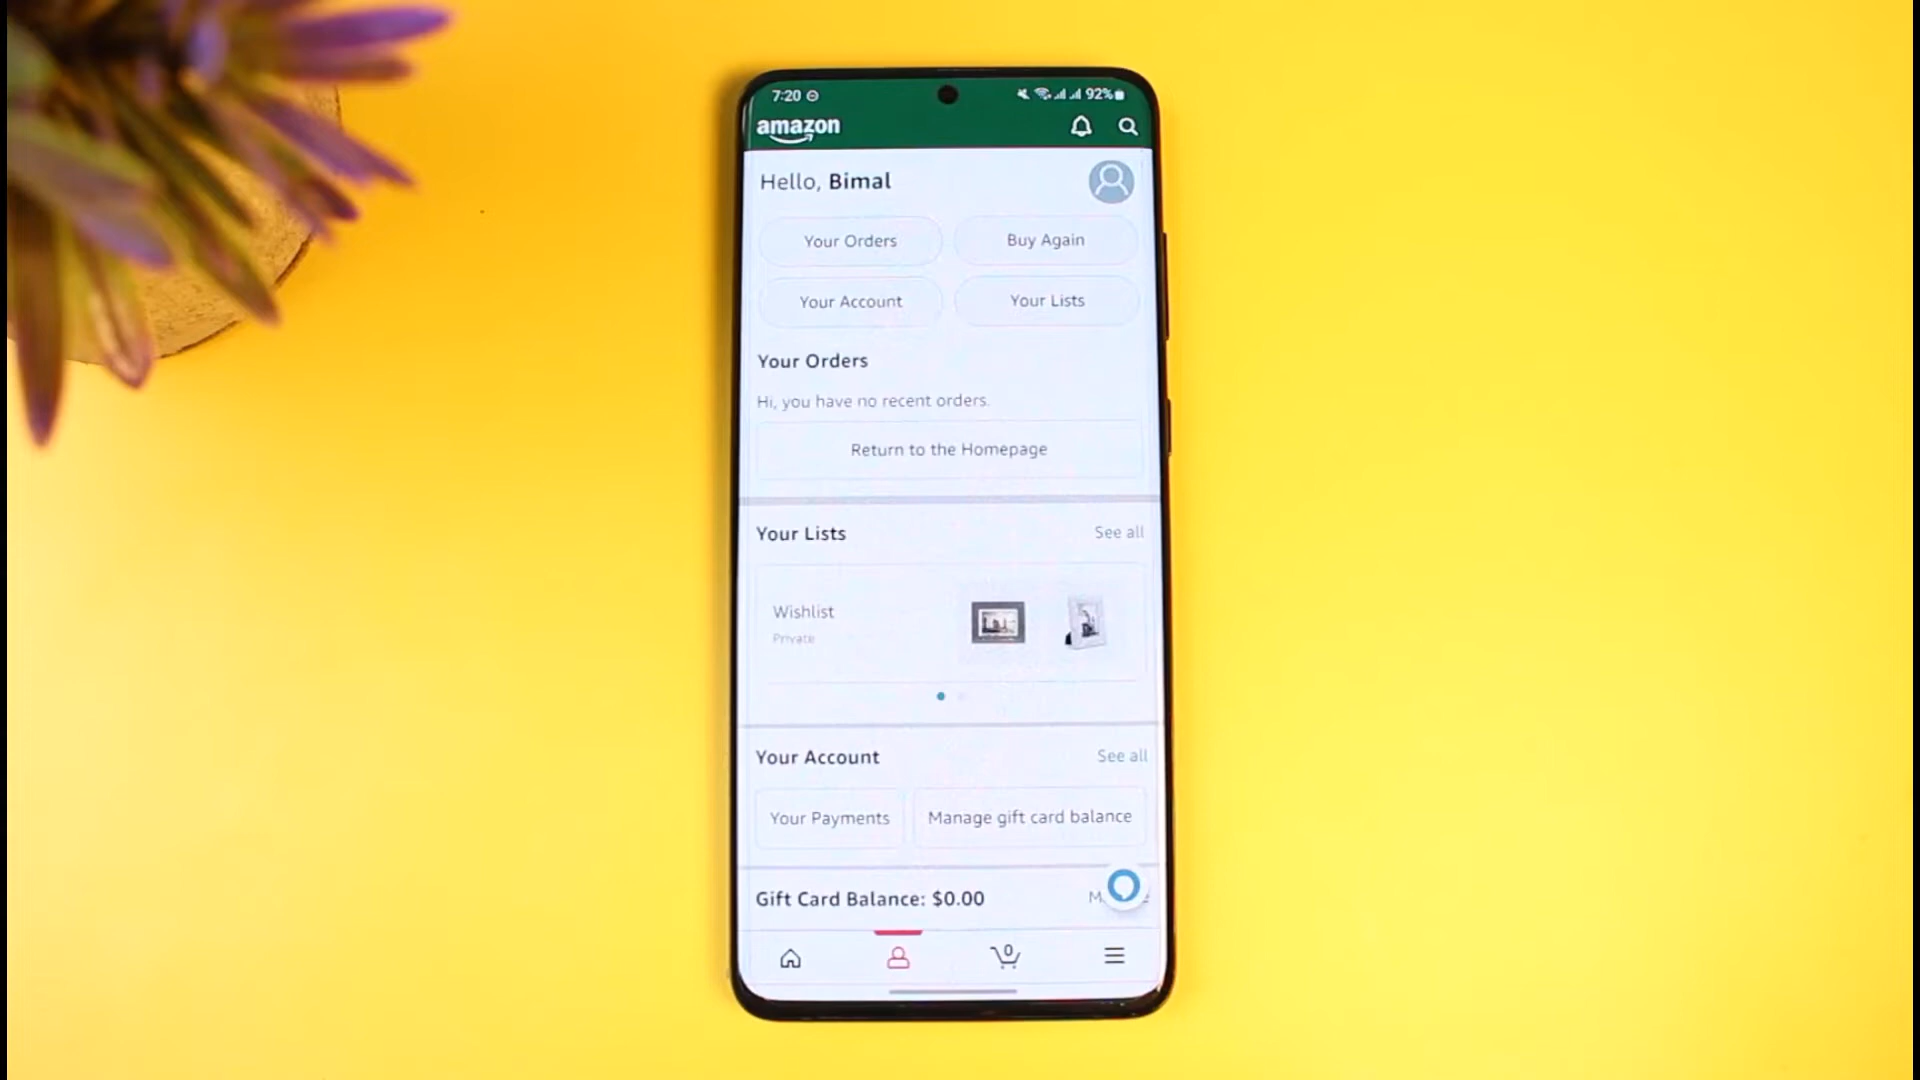 7:20 92%
amazon
Hello, Bimal
Your Orders Buy Again
Your Account Your Lists
Your Orders
Hi, you have no recent orders.
Return to the Homepage
Your Lists See all
Wishlist
Private
Your Account See all
Your Payments Manage gift card balance
Gift Card Balance: $0.00
0